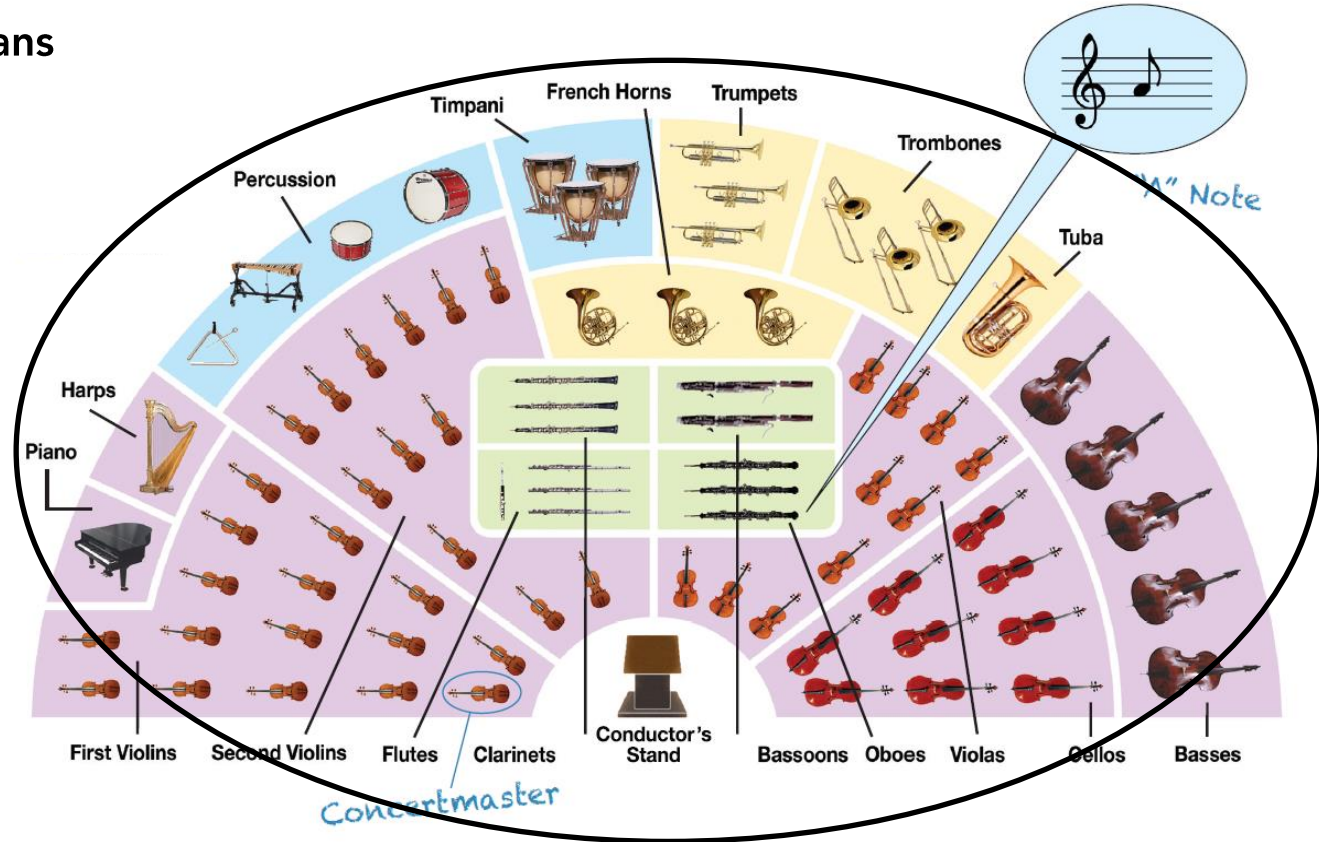 ans
French Horns
Trumpets
Timpani
Trombones
Percussion
"A" Note
Tuba
Harps
Piano
Conductor's
Stand
First Violins
Second Violins
Flutes
Clarinets
Bassoons
Oboes
Violas
Cellos
Basses
Concertmaster